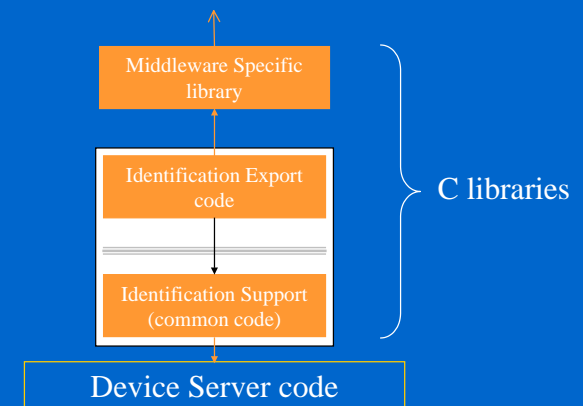 Middleware Specific
library
Identification Export
code
C libraries
Identification Support
(common code)
Device Server code